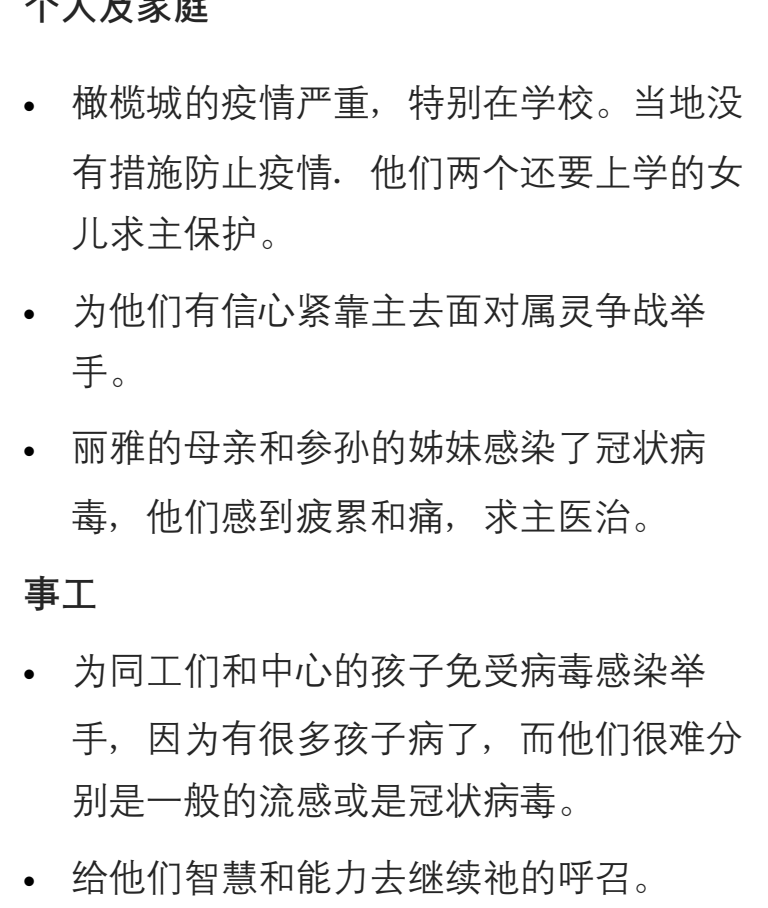 个人及家庭
• 橄榄城的疫情严重，特别在学校。当地没
有措施防止疫情. 他们两个还要上学的女
儿求主保护。
• 为他们有信心紧靠主去面对属灵争战举
手。
• 丽雅的母亲和参孙的姊妹感染了冠状病
毒，他们感到疲累和痛，求主医治。
事工
• 为同工们和中心的孩子免受病毒感染举
手，因为有很多孩子病了，而他们很难分
别是一般的流感或是冠状病毒。
• 给他们智慧和能力去继续祂的呼召。